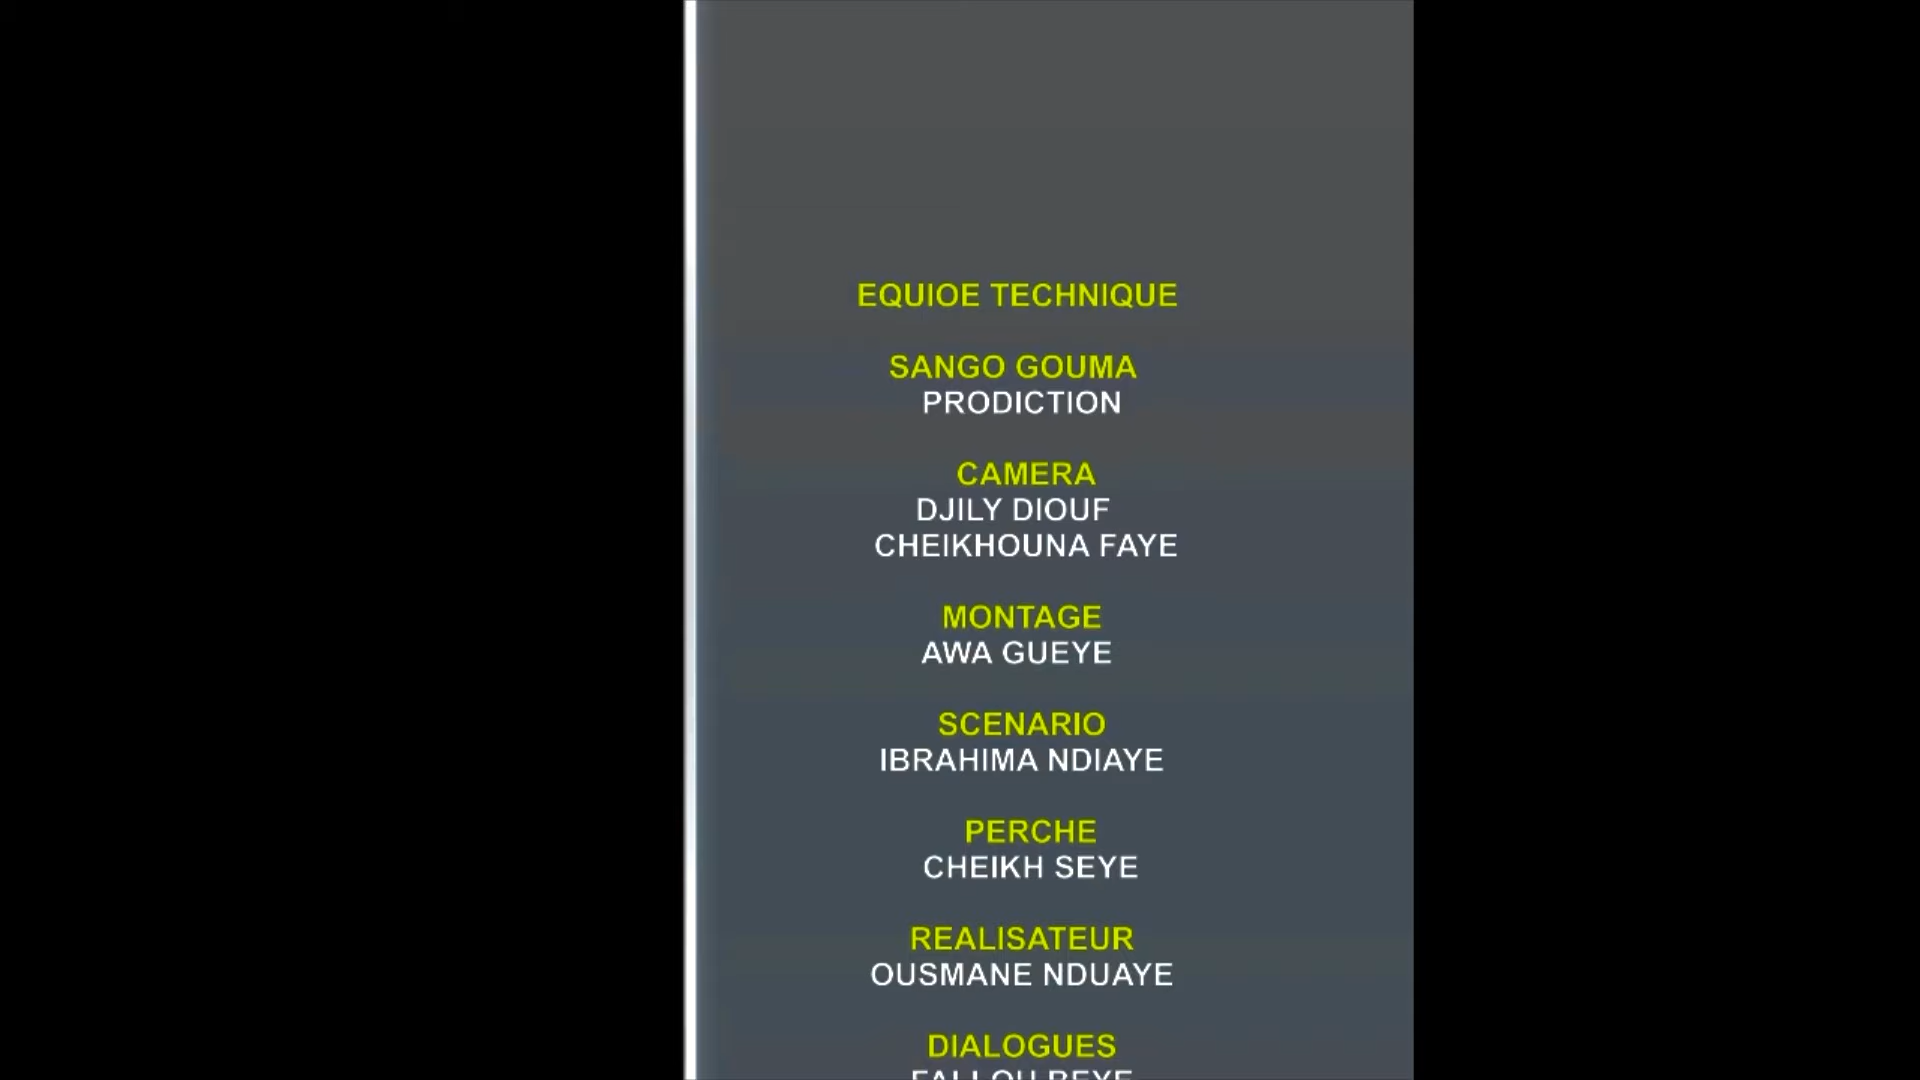 EQUIOE TECHNIQUE
SANGO GOUMA
PRODICTION
CAMERA
DJILY DIOUF
CHEIKHOUNA FAYE
MONTAGE
AWA GUEYE
SCENARIO
IBRAHIMA NDIAYE
PERCHE
CHEIKH SEYE
REALISATEUR
OUSMANE NDUAYE
DIALOGUES